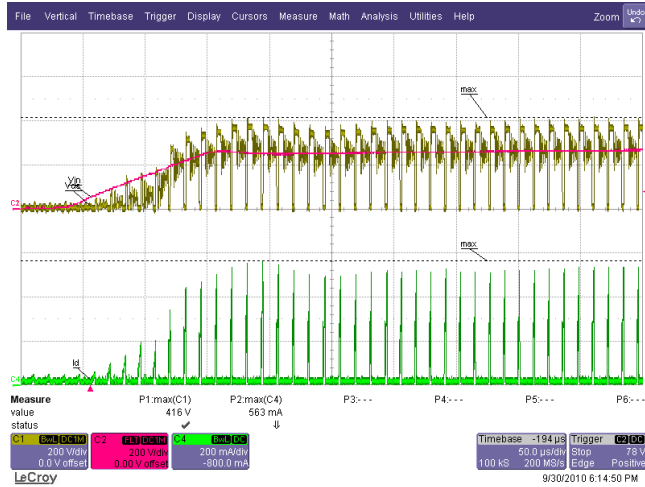 File Vertical Timebase Trigger Display Cursors Measure Math Analysis Utilities Help Zoom Undo
max
Vin
C2
max
Id
C4
Measure P1:max(C1) P2:max(C4) P3:--- P4:--- P5:--- P6:---
value 416 V 563 mA
status
C1 BwL DC1M C2 FLT DC1M C4 BwL DC Timebase -194 µs Trigger C2 DC
200 V/div 200 V/div 200 mA/div 50.0 µs/div Stop 78 V
0.0 V offset 0.00 V offset -800.0 mA 100 kS 200 MS/s Edge Positive
LeCroy 9/30/2010 6:14:50 PM